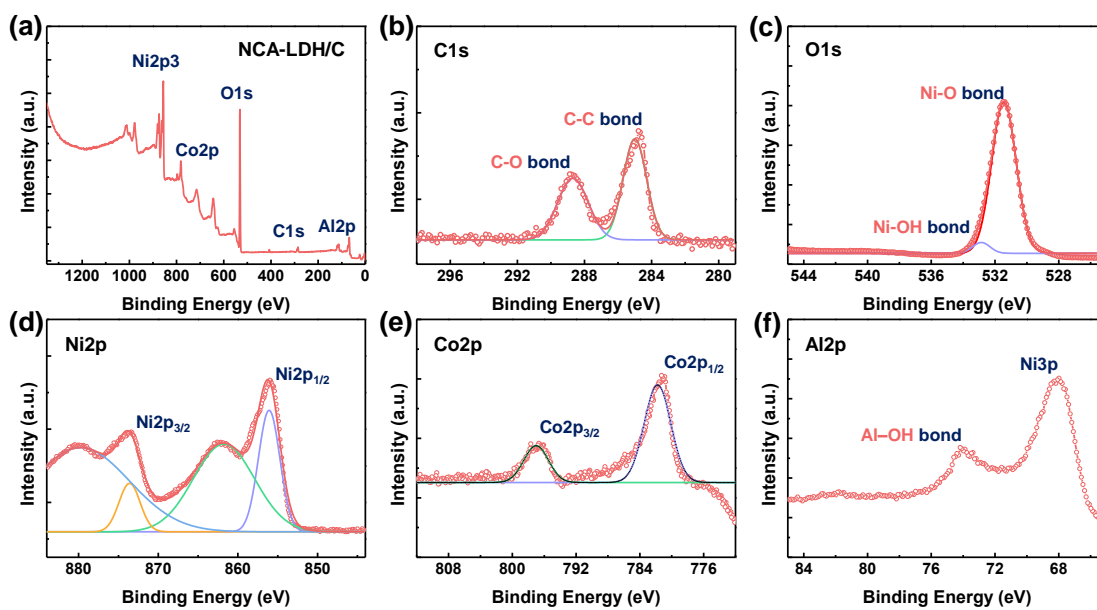 (a)
NCA-LDH/C
Ni2p3
O1s
Co2p
C1s
Al2p
Intensity (a.u.)
1200 1000 800 600 400 200 0
Binding Energy (eV)
(b)
C1s
C-C bond
C-O bond
Intensity (a.u.)
296 292 288 284 280
Binding Energy (eV)
(c)
O1s
Ni-O bond
Ni-OH bond
Intensity (a.u.)
544 540 536 532 528
Binding Energy (eV)
(d)
Ni2p
Ni2p1/2
Ni2p3/2
Intensity (a.u.)
880 870 860 850
Binding Energy (eV)
(e)
Co2p
Co2p1/2
Co2p3/2
Intensity (a.u.)
808 800 792 784 776
Binding Energy (eV)
(f)
Al2p
Ni3p
Al–OH bond
Intensity (a.u.)
84 80 76 72 68
Binding Energy (eV)